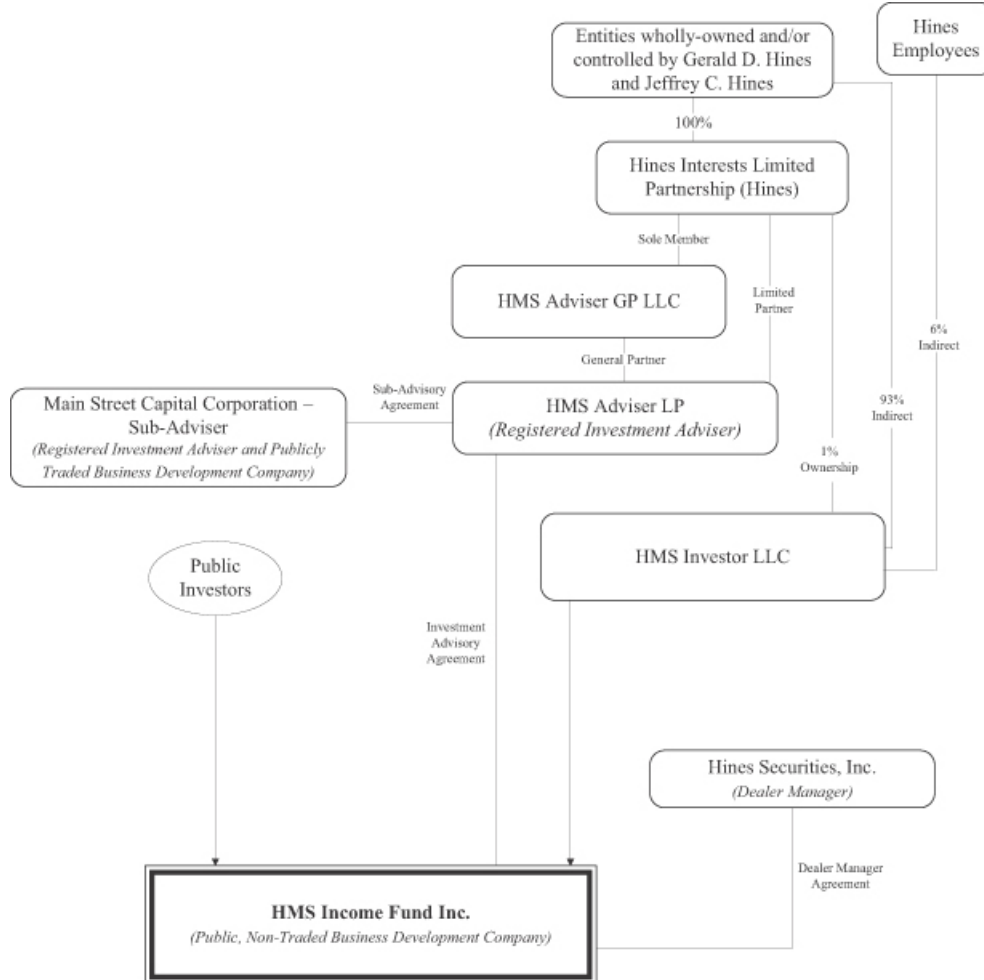 Entities wholly-owned and/or
controlled by Gerald D. Hines
and Jeffrey C. Hines
Hines
Employees
100%
Hines Interests Limited
Partnership (Hines)
Sole Member
HMS Adviser GP LLC
Limited
Partner
6%
Indirect
General Partner
Sub-Advisory
Agreement
Main Street Capital Corporation –
Sub-Adviser
(Registered Investment Adviser and Publicly
Traded Business Development Company)
HMS Adviser LP
(Registered Investment Adviser)
93%
Indirect
1%
Ownership
HMS Investor LLC
Public
Investors
Investment
Advisory
Agreement
Hines Securities, Inc.
(Dealer Manager)
Dealer Manager
Agreement
HMS Income Fund Inc.
(Public, Non-Traded Business Development Company)